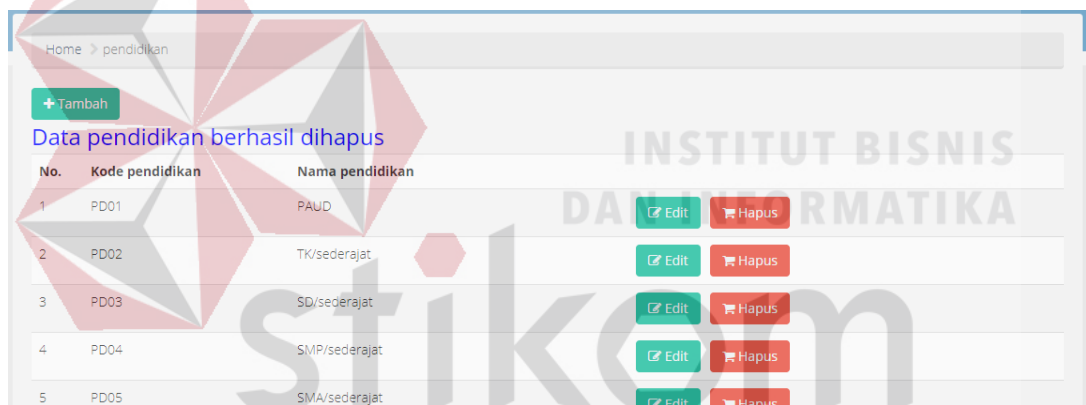 Home > pendidikan
+ Tambah
Data pendidikan berhasil dihapus
INSTITUT BISNIS
DAN INFORMATIKA
stikom
No. Kode pendidikan Nama pendidikan
1 PD01 PAUD Edit Hapus
2 PD02 TK/sederajat Edit Hapus
3 PD03 SD/sederajat Edit Hapus
4 PD04 SMP/sederajat Edit Hapus
5 PD05 SMA/sederajat Edit Hapus